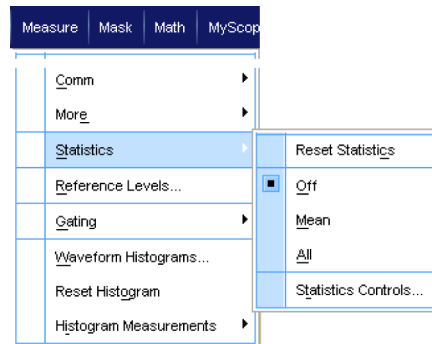 Measure Mask Math MyScop
Comm
More
Statistics
Reference Levels...
Gating
Waveform Histograms...
Reset Histogram
Histogram Measurements
Reset Statistics
Off
Mean
All
Statistics Controls...